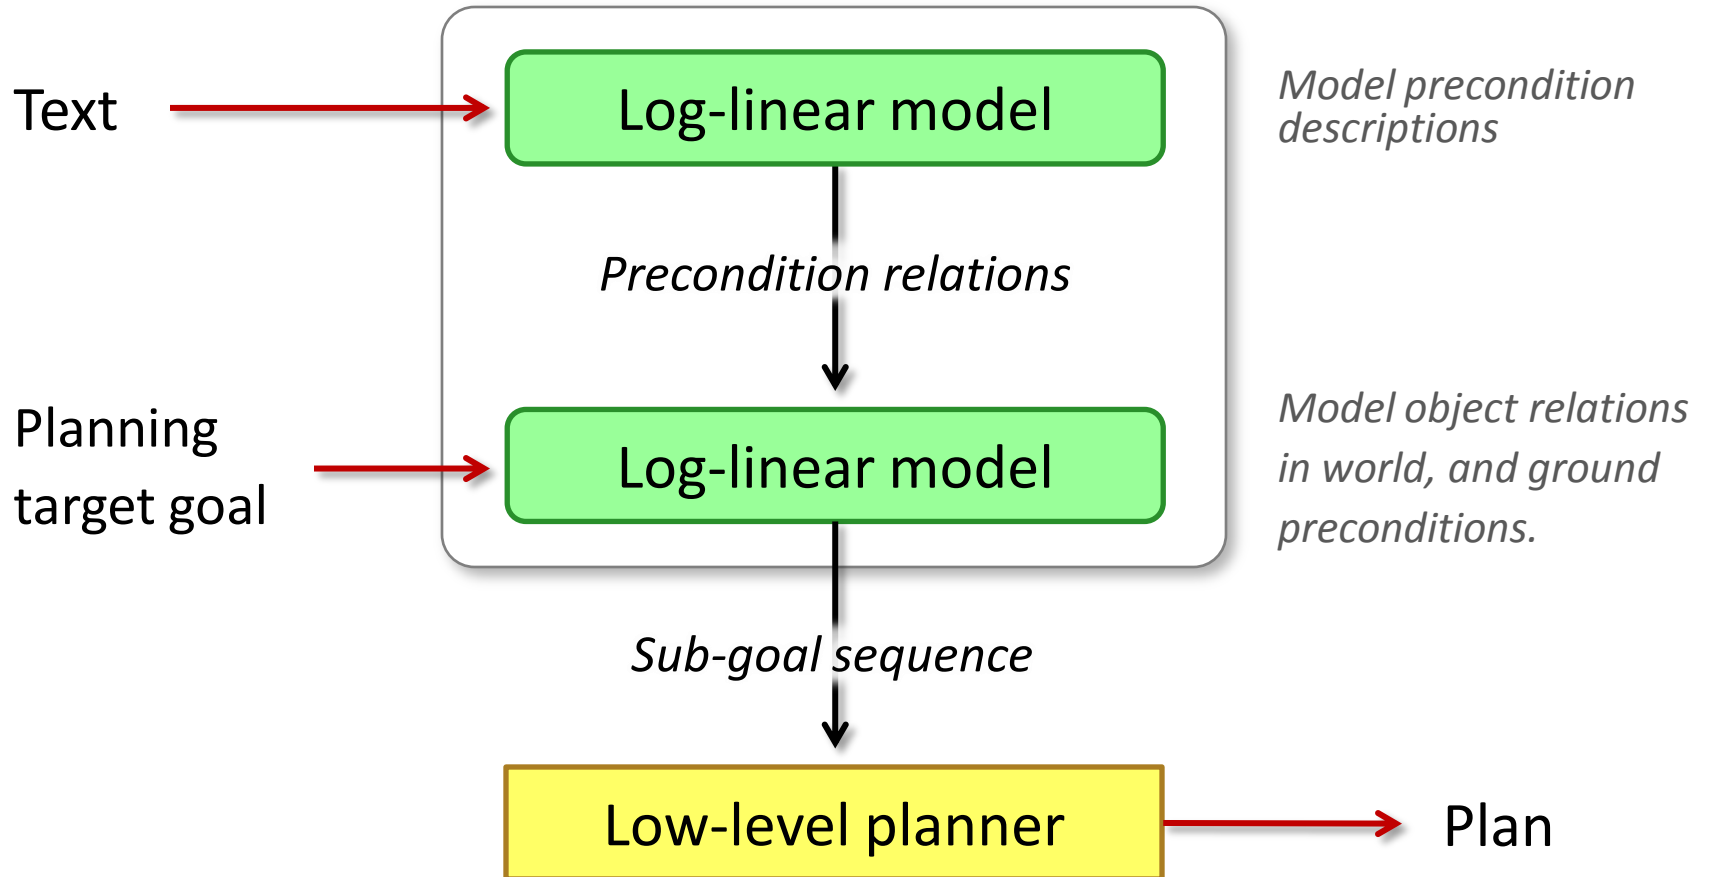 Text
Log-linear model
Model precondition
descriptions
Precondition relations
Planning
target goal
Log-linear model
Model object relations
in world, and ground
preconditions.
Sub-goal sequence
Low-level planner
Plan